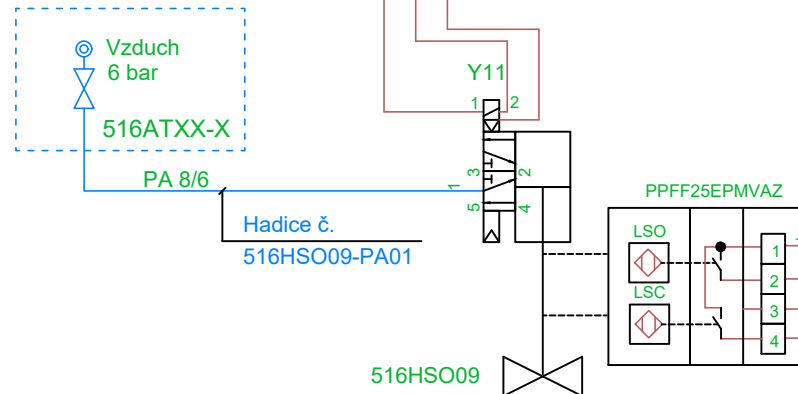 Vzduch
6 bar
516ATXX-X
Y11
1
2
PA 8/6
1
3
2
5
4
Hadice č.
516HSO09-PA01
PPFF25EPMVAZ
LSO
LSC
1
2
3
4
516HSO09